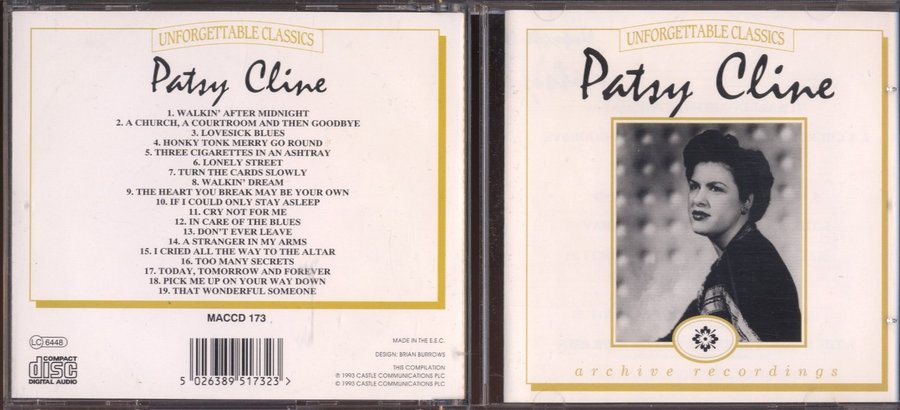 UNFORGETTABLE CLASSICS
Patsy Cline
1. WALKIN' AFTER MIDNIGHT
2. A CHURCH, A COURTROOM AND THEN GOODBYE
3. LOVESICK BLUES
4. HONKY TONK MERRY GO ROUND
5. THREE CIGARETTES IN AN ASHTRAY
6. LONELY STREET
7. TURN THE CARDS SLOWLY
8. WALKIN' DREAM
9. THE HEART YOU BREAK MAY BE YOUR OWN
10. IF I COULD ONLY STAY ASLEEP
11. CRY NOT FOR ME
12. IN CARE OF THE BLUES
13. DON'T EVER LEAVE
14. A STRANGER IN MY ARMS
15. I CRIED ALL THE WAY TO THE ALTAR
16. TOO MANY SECRETS
17. TODAY, TOMORROW AND FOREVER
18. PICK ME UP ON YOUR WAY DOWN
19. THAT WONDERFUL SOMEONE
MACCD 173
LC 6448
COMPACT
disc
DIGITAL AUDIO
5 026389 517323 >
MADE IN THE E.E.C.
DESIGN: BRIAN BURROWS
THIS COMPILATION
℗ 1993 CASTLE COMMUNICATIONS PLC
© 1993 CASTLE COMMUNICATIONS PLC
UNFORGETTABLE CLASSICS
Patsy Cline
archive recordings